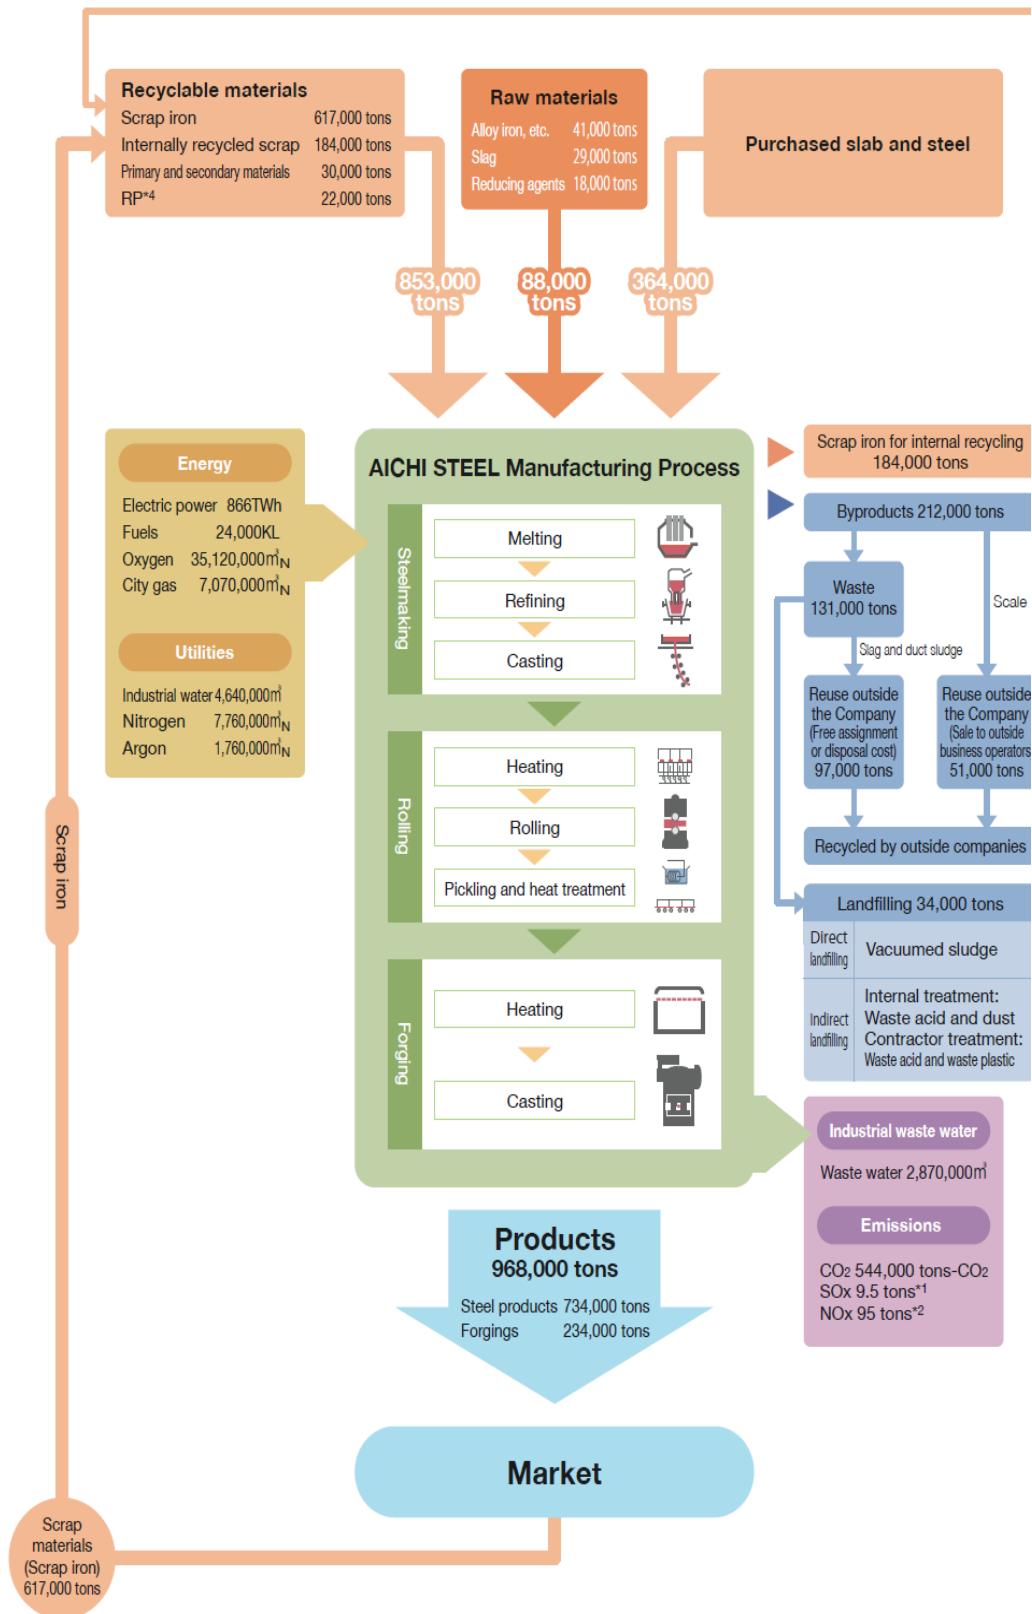 Recyclable materials
Scrap iron 617,000 tons
Internally recycled scrap 184,000 tons
Primary and secondary materials 30,000 tons
RP*4 22,000 tons
Raw materials
Alloy iron, etc. 41,000 tons
Slag 29,000 tons
Reducing agents 18,000 tons
Purchased slab and steel
853,000
tons
88,000
tons
364,000
tons
Energy
Electric power 866TWh
Fuels 24,000KL
Oxygen 35,120,000m³N
City gas 7,070,000m³N
Utilities
Industrial water 4,640,000m³
Nitrogen 7,760,000m³N
Argon 1,760,000m³N
AICHI STEEL Manufacturing Process
Steelmaking
Melting
Refining
Casting
Rolling
Heating
Rolling
Pickling and heat treatment
Forging
Heating
Casting
Scrap iron for internal recycling
184,000 tons
Byproducts 212,000 tons
Waste
131,000 tons
Scale
Slag and duct sludge
Reuse outside
the Company
(Free assignment
or disposal cost)
97,000 tons
Reuse outside
the Company
(Sale to outside
business operators
51,000 tons
Recycled by outside companies
Landfilling 34,000 tons
Direct
landfilling
Vacuumed sludge
Indirect
landfilling
Internal treatment:
Waste acid and dust
Contractor treatment:
Waste acid and waste plastic
Industrial waste water
Waste water 2,870,000m³
Emissions
CO2 544,000 tons-CO2
SOx 9.5 tons*1
NOx 95 tons*2
Products
968,000 tons
Steel products 734,000 tons
Forgings 234,000 tons
Market
Scrap iron
Scrap
materials
(Scrap iron)
617,000 tons